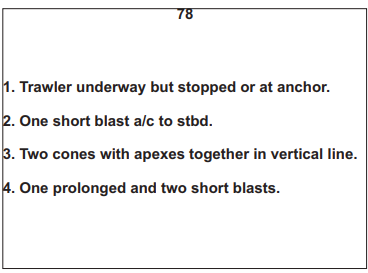 78
1. Trawler underway but stopped or at anchor.
2. One short blast a/c to stbd.
3. Two cones with apexes together in vertical line.
4. One prolonged and two short blasts.